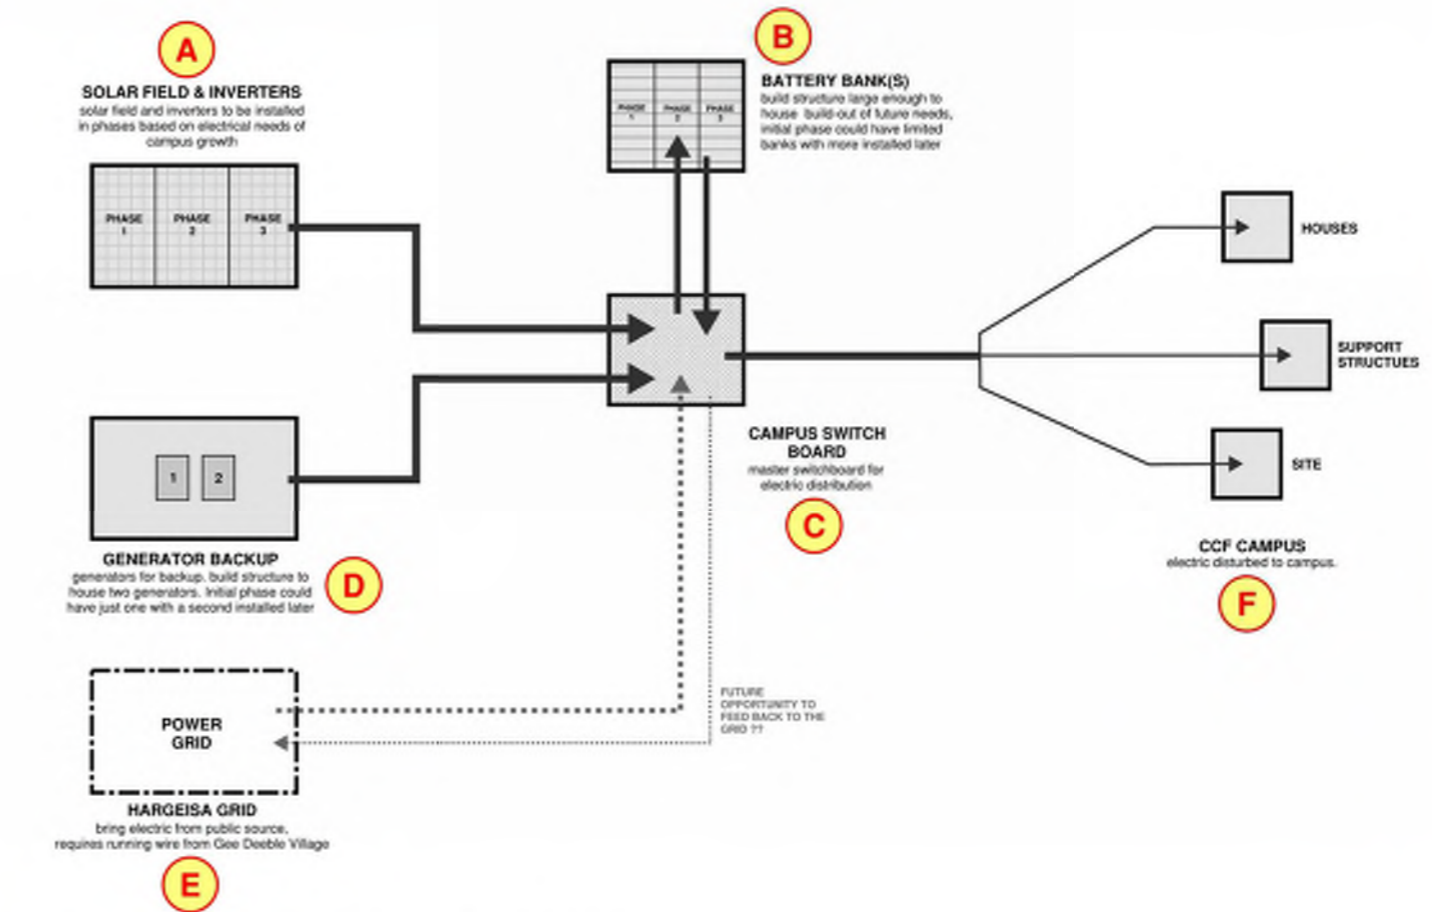 A
SOLAR FIELD & INVERTERS
solar field and inverters to be installed
in phases based on electrical needs of
campus growth
PHASE
1
PHASE
2
PHASE
3
B
BATTERY BANK(S)
build structure large enough to
house build-out of future needs,
initial phase could have limited
banks with more installed later
PHASE
1
PHASE
2
PHASE
3
HOUSES
SUPPORT
STRUCTUES
SITE
CAMPUS SWITCH
BOARD
master switchboard for
electric distribution
C
1
2
GENERATOR BACKUP
generators for backup. build structure to
house two generators. Initial phase could
have just one with a second installed later
D
CCF CAMPUS
electric disturbed to campus.
F
POWER
GRID
FUTURE
OPPORTUNITY TO
FEED BACK TO THE
GRID ??
HARGEISA GRID
bring electric from public source,
requires running wire from Gee Deeble Village
E